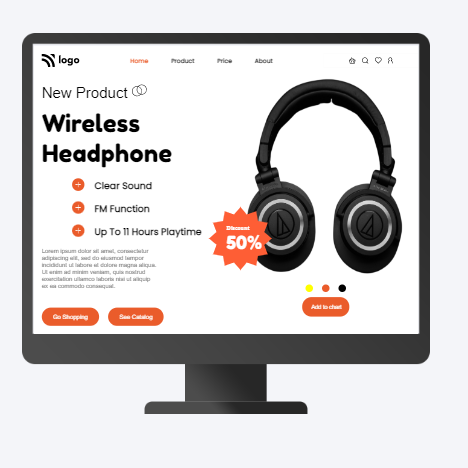 logo
Home Product Price About
New Product
Wireless
Headphone
Clear Sound
FM Function
Up To 11 Hours Playtime
Discount
50%
Lorem ipsum dolor sit amet, consectetur
adipiscing elit, sed do eiusmod tempor
incididunt ut labore et dolore magna aliqua.
Ut enim ad minim veniam, quis nostrud
exercitation ullamco laboris nisi ut aliquip
ex ea commodo consequat.
Go Shopping
See Catalog
Add to chest